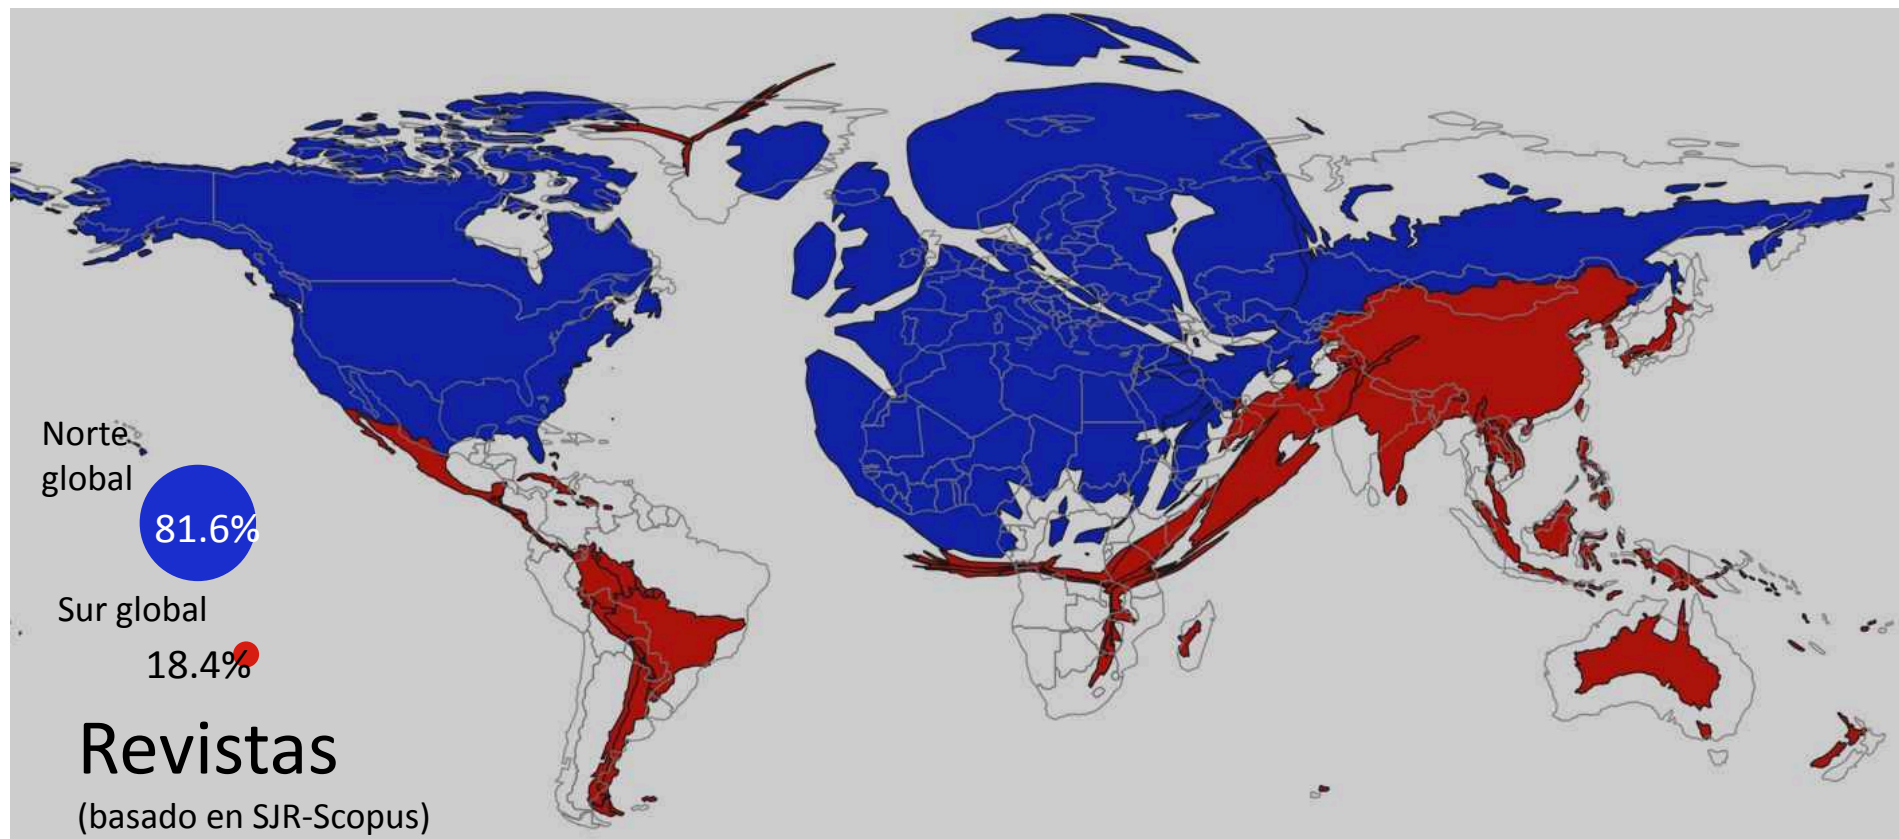 Norte
global
81.6%
Sur global
18.4%
Revistas
(basado en SJR-Scopus)